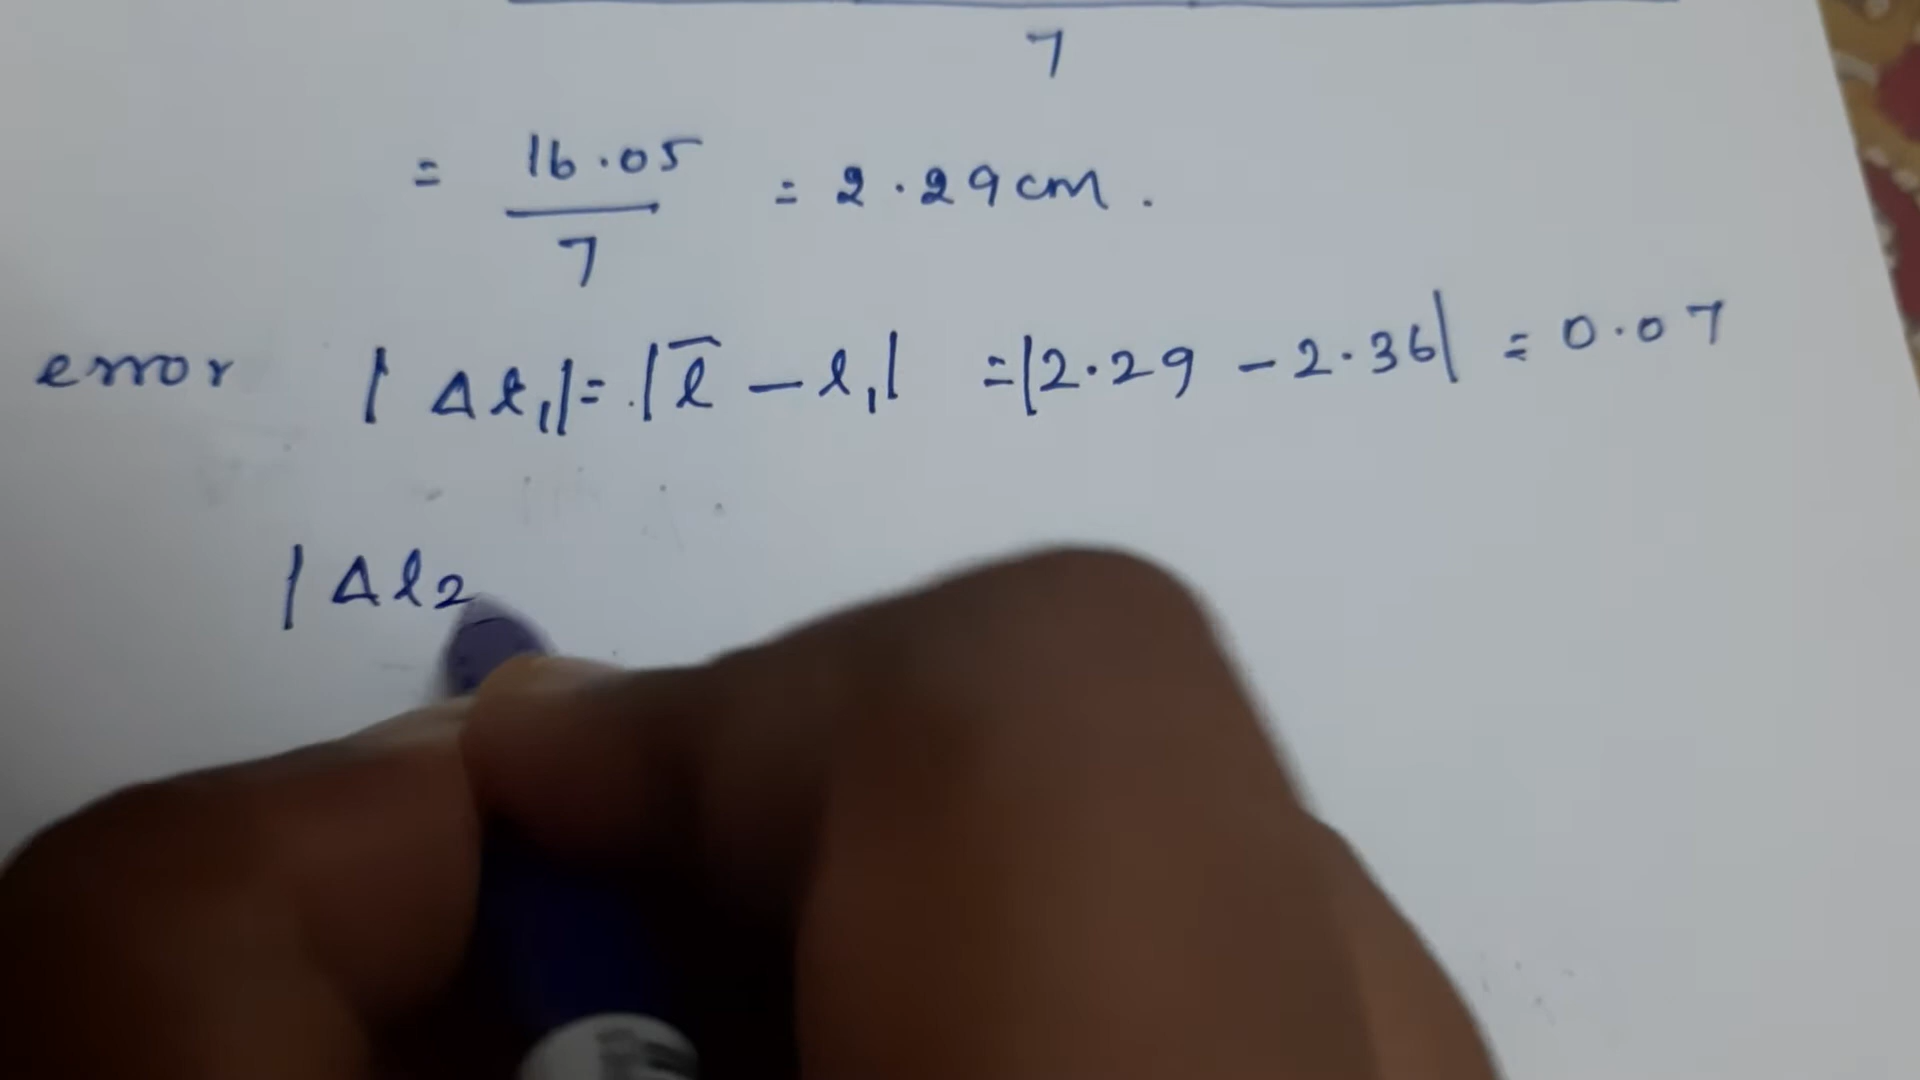 7
= 16.05 / 7 = 2.29 cm.
error |Δl₁| = |l̅ - l₁| = |2.29 - 2.36| = 0.07
|Δl₂